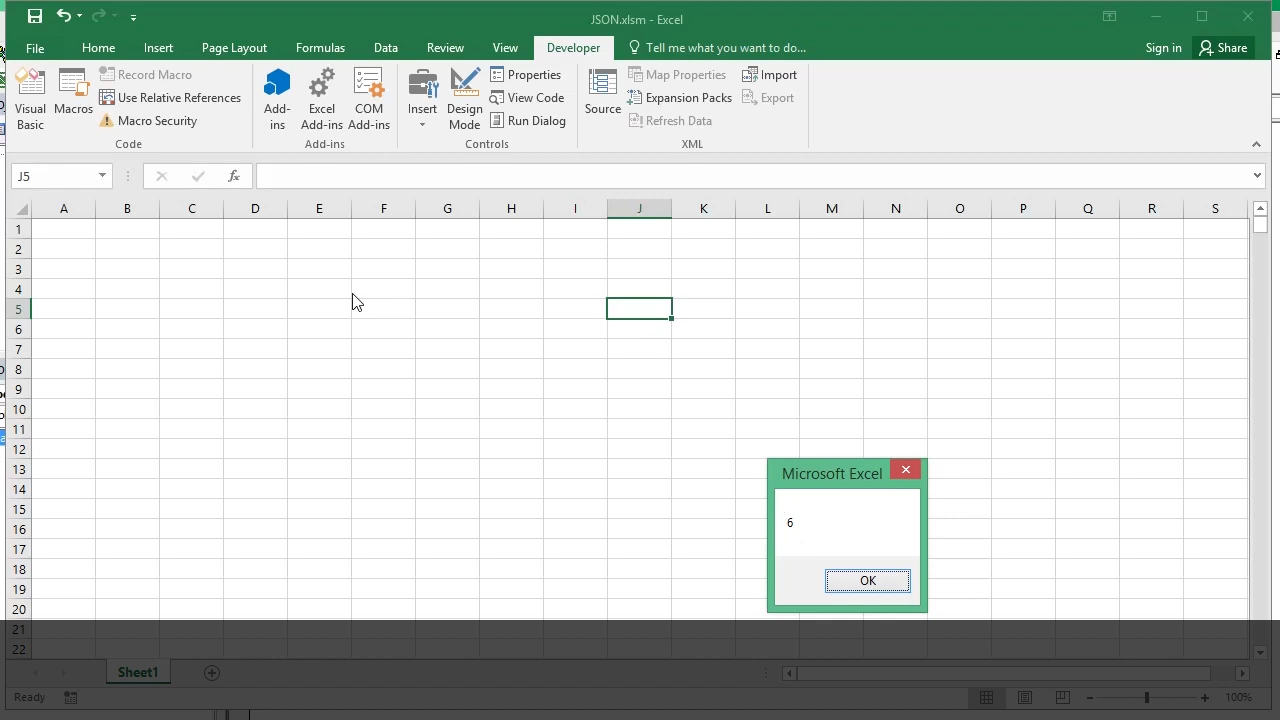 JSON.xlsm - Excel
File Home Insert Page Layout Formulas Data Review View Developer Tell me what you want to do... Sign in Share
Visual Basic
Macros
Record Macro
Use Relative References
Macro Security
Code
Add-ins
Excel Add-ins
COM Add-ins
Add-ins
Insert
Design Mode
Properties
View Code
Run Dialog
Controls
Source
Map Properties
Expansion Packs
Refresh Data
Import
Export
XML
J5 fx
A B C D E F G H I J K L M N O P Q R S
1
2
3
4
5
6
7
8
9
10
11
12
13
14
15
16
17
18
19
20
21
22
Microsoft Excel
6
OK
Sheet1
Ready 100%